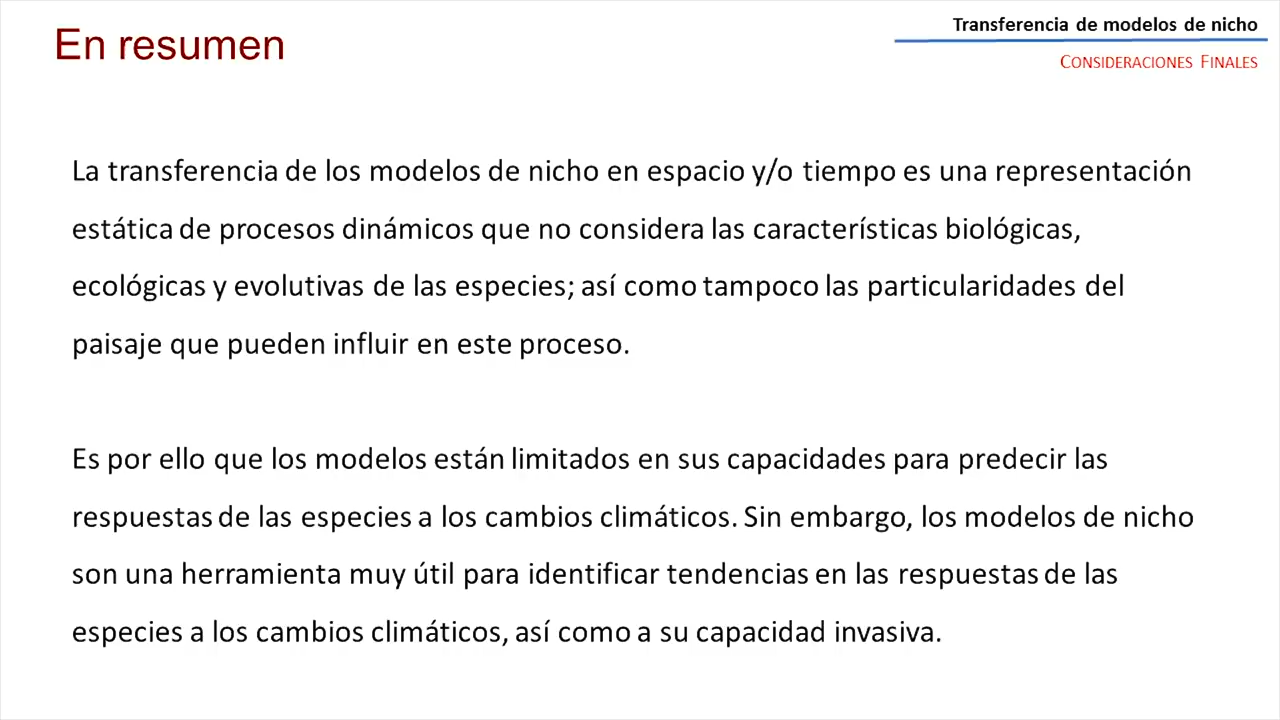 En resumen
Transferencia de modelos de nicho
Consideraciones Finales
La transferencia de los modelos de nicho en espacio y/o tiempo es una representación
estática de procesos dinámicos que no considera las características biológicas,
ecológicas y evolutivas de las especies; así como tampoco las particularidades del
paisaje que pueden influir en este proceso.
Es por ello que los modelos están limitados en sus capacidades para predecir las
respuestas de las especies a los cambios climáticos. Sin embargo, los modelos de nicho
son una herramienta muy útil para identificar tendencias en las respuestas de las
especies a los cambios climáticos, así como a su capacidad invasiva.